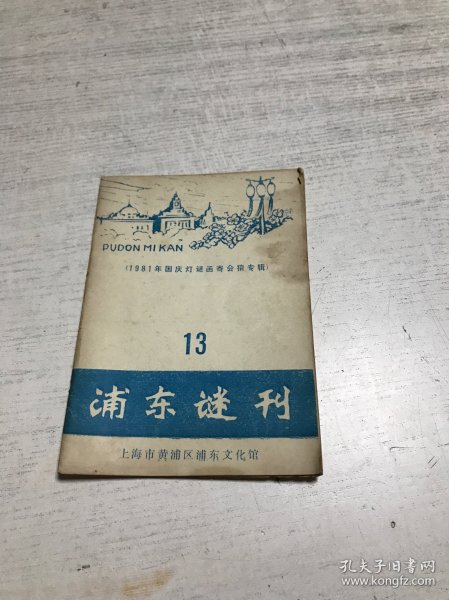 PUDON MI KAN
(1981年国庆灯谜函寄会猜专辑)
13
浦东谜刊
上海市黄浦区浦东文化馆
孔夫子旧书网
www.kongfz.com